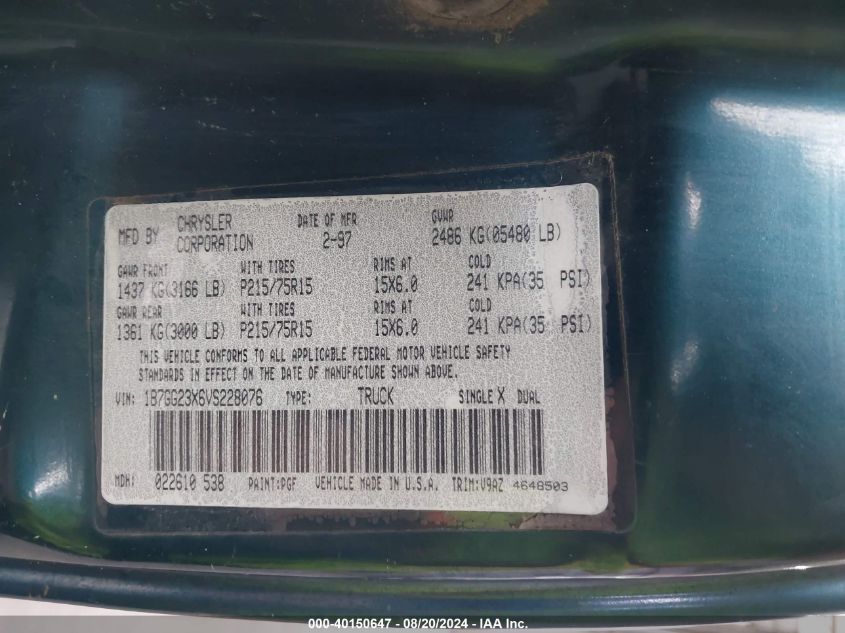 MFD BY CHRYSLER CORPORATION DATE OF MFR 2-97 GVWR 2486 KG(05480 LB)
GAWR FRONT WITH TIRES RIMS AT COLD
1437 KG(3166 LB) P215/75R15 15X6.0 241 KPA(35 PSI)
GAWR REAR WITH TIRES RIMS AT COLD
1361 KG(3000 LB) P215/75R15 15X6.0 241 KPA(35 PSI)
THIS VEHICLE CONFORMS TO ALL APPLICABLE FEDERAL MOTOR VEHICLE SAFETY
STANDARDS IN EFFECT ON THE DATE OF MANUFACTURE SHOWN ABOVE.
VIN: 1B7GG23X6VS228076 TYPE: TRUCK SINGLE X DUAL
MDH: 022610 538 PAINT:PGF VEHICLE MADE IN U.S.A. TRIM:V9AZ 4648503
000-40150647 - 08/20/2024 - IAA Inc.